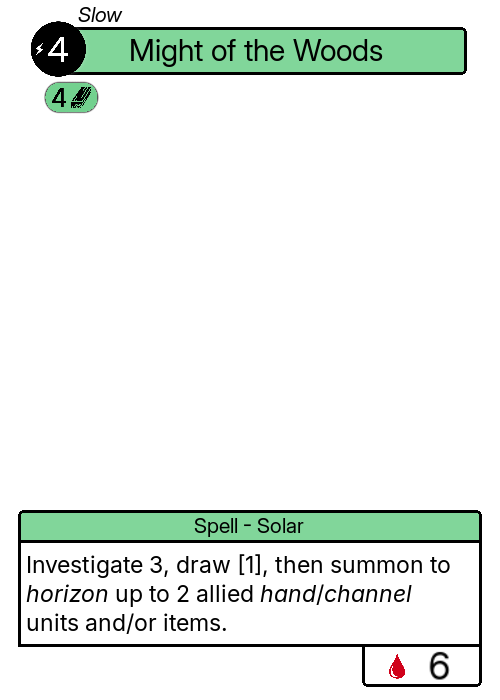 Slow
4 Might of the Woods
4
Spell - Solar
Investigate 3, draw [1], then summon to
horizon up to 2 allied hand/channel
units and/or items.
6